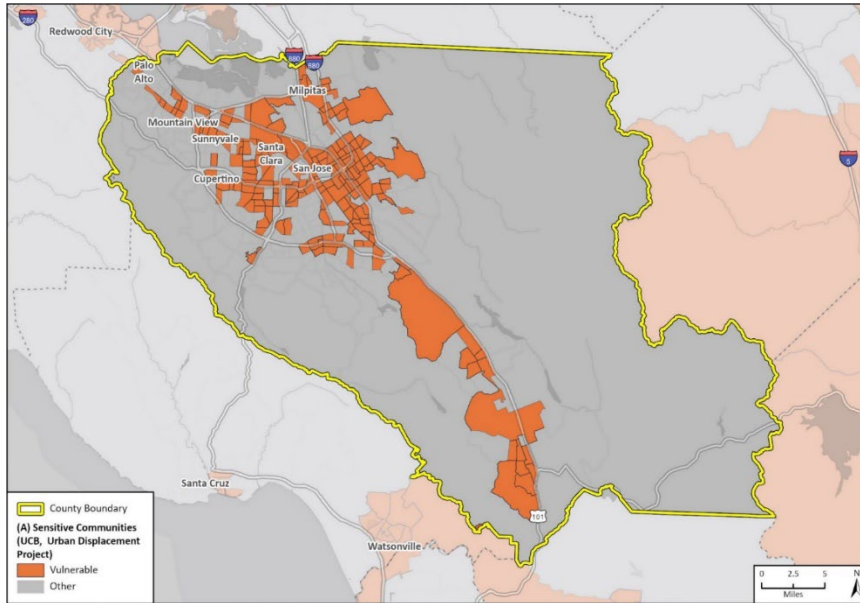 280
Redwood City
Palo
Alto
880
680
Milpitas
Mountain View
Sunnyvale
Santa
Clara
San Jose
Cupertino
5
Santa Cruz
Watsonville
101
County Boundary
(A) Sensitive Communities
(UCB, Urban Displacement
Project)
Vulnerable
Other
0 2.5 5
Miles
N